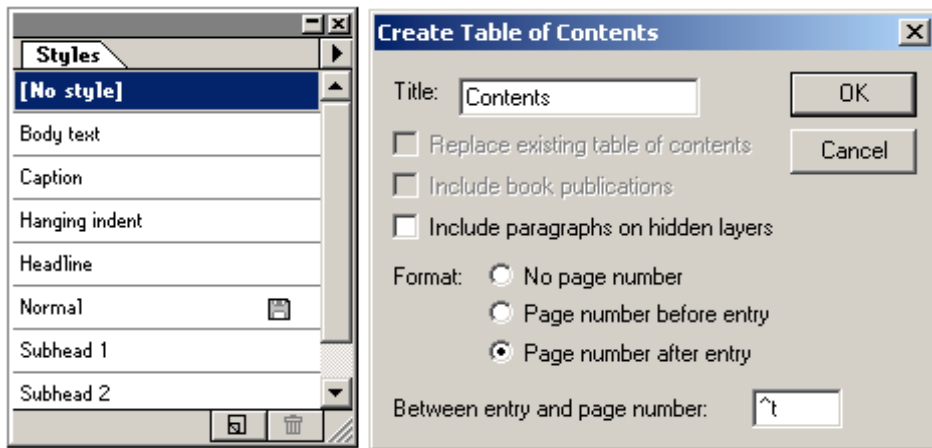 Styles
[No style]
Body text
Caption
Hanging indent
Headline
Normal
Subhead 1
Subhead 2
Create Table of Contents
Title: Contents
OK
Replace existing table of contents
Cancel
Include book publications
Include paragraphs on hidden layers
Format: No page number
Page number before entry
Page number after entry
Between entry and page number: ^t